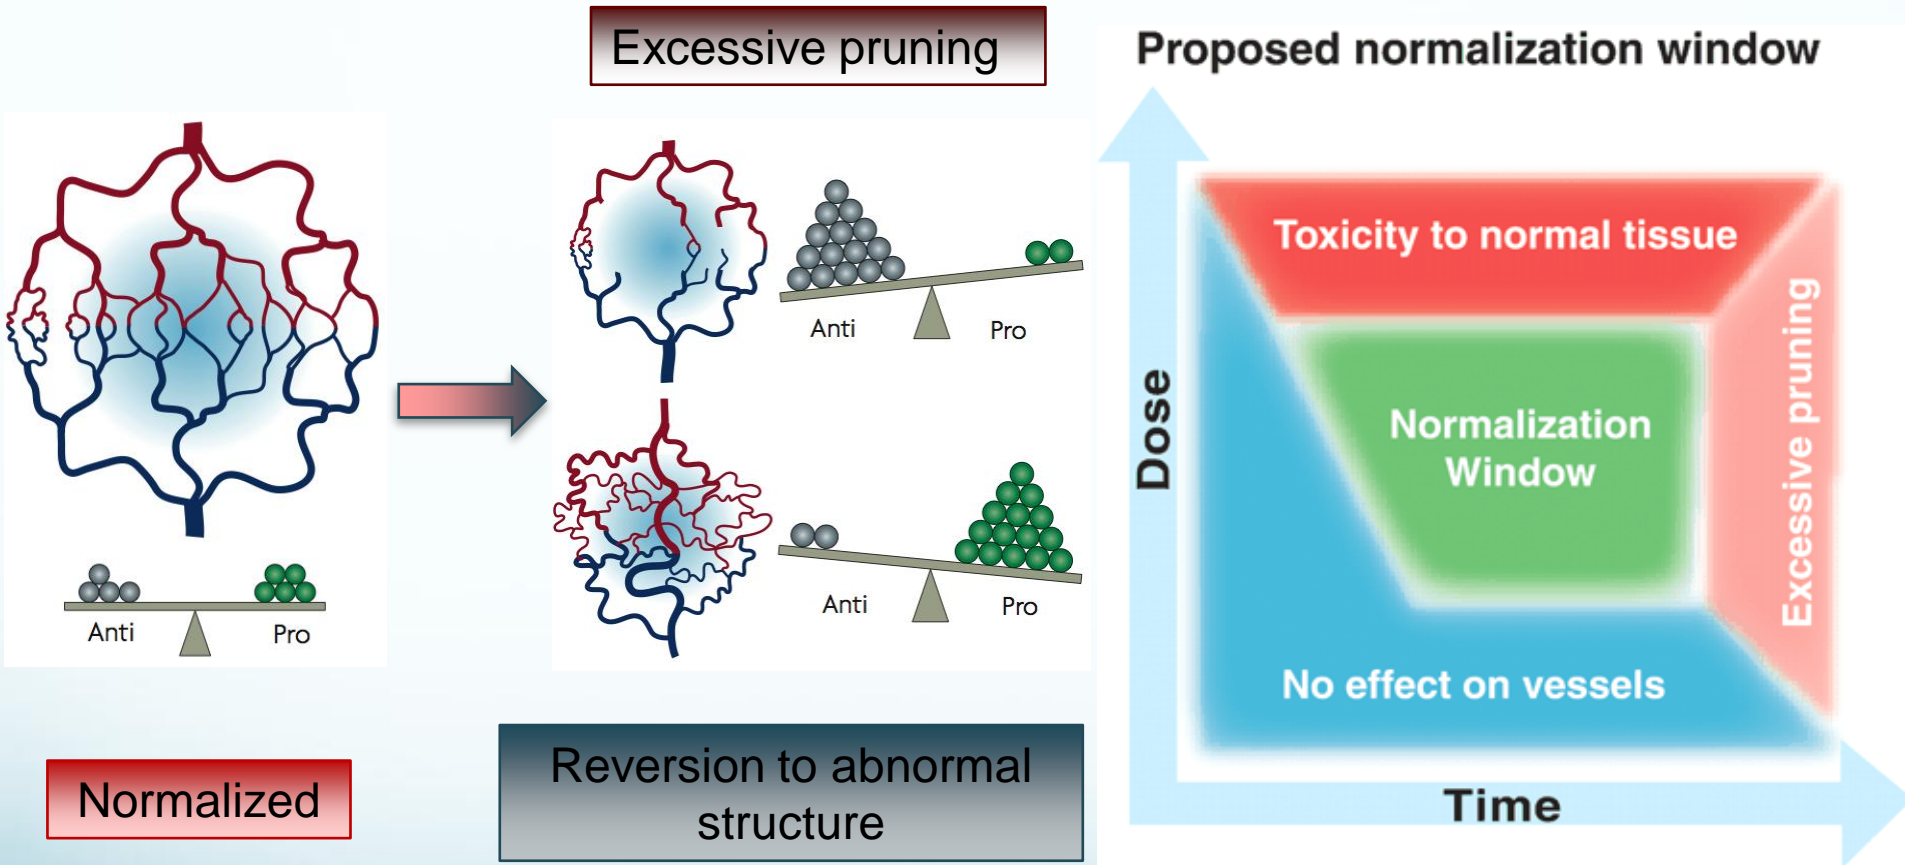 Excessive pruning
Anti
Pro
Anti
Pro
Anti
Pro
Normalized
Reversion to abnormal
structure
Proposed normalization window
Dose
Toxicity to normal tissue
Excessive pruning
Normalization
Window
No effect on vessels
Time